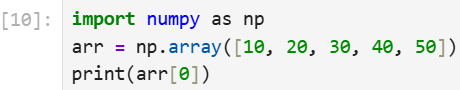 [10]: import numpy as np
arr = np.array([10, 20, 30, 40, 50])
print(arr[0])